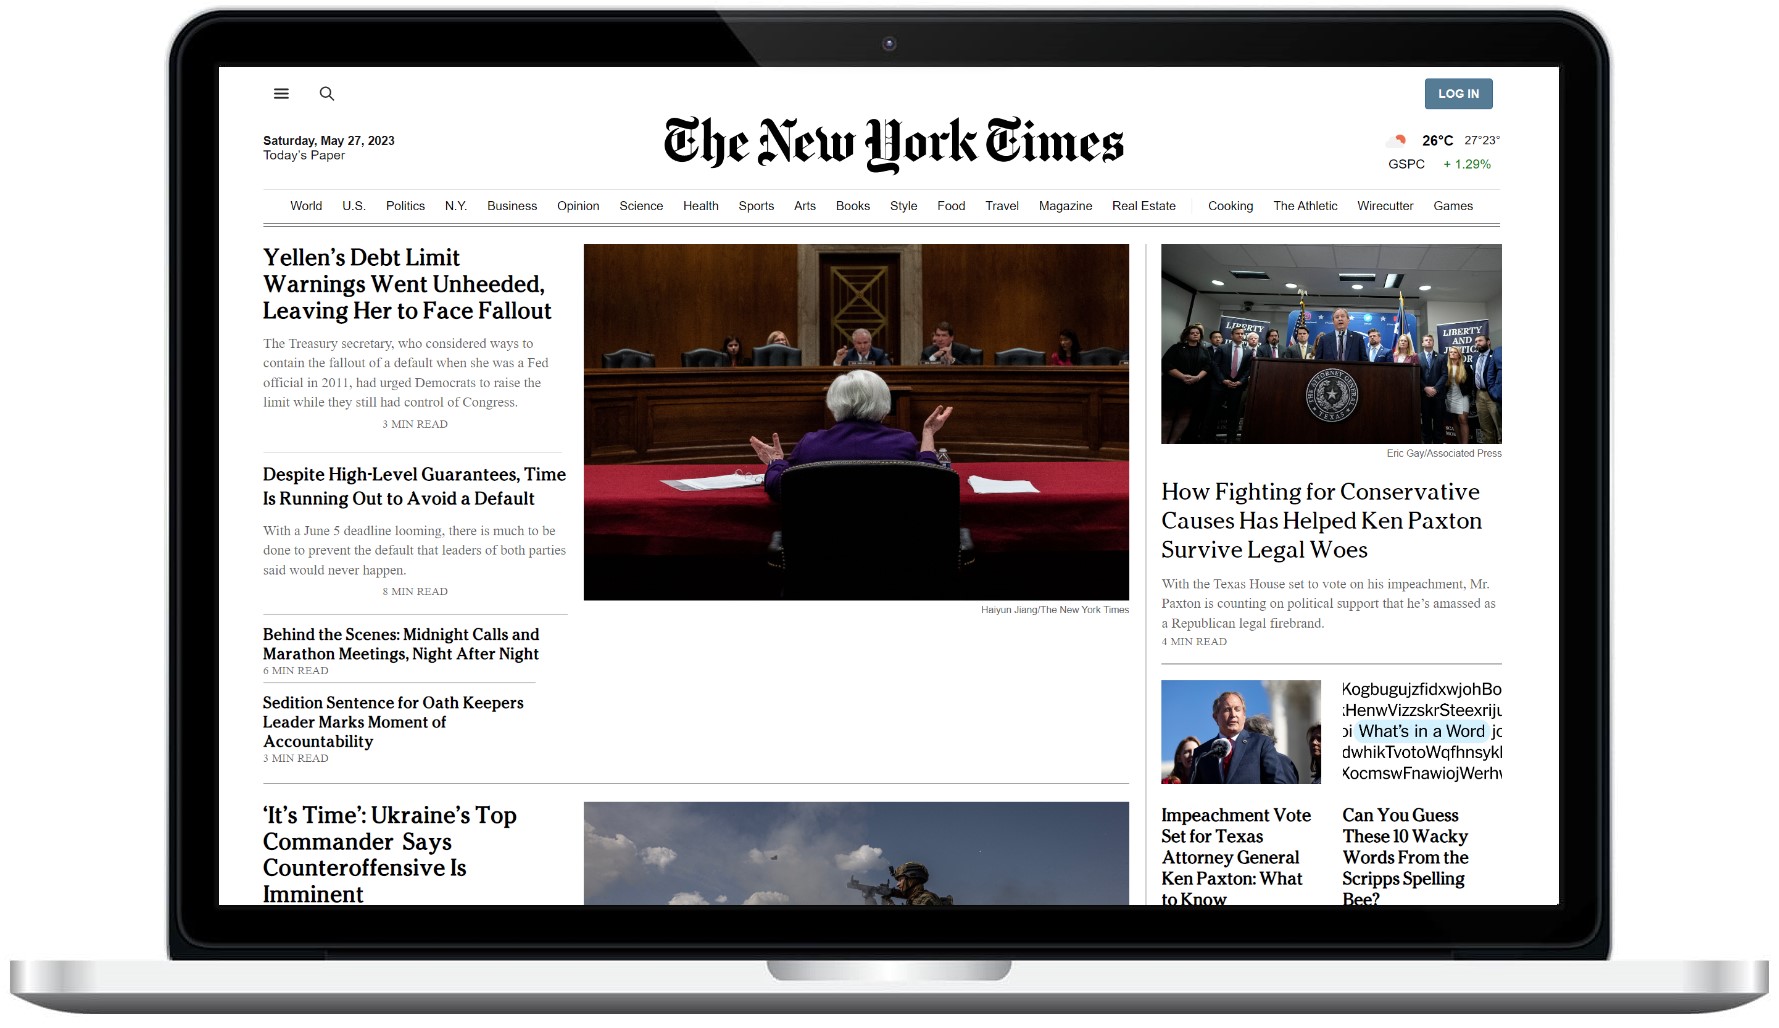 LOG IN
Saturday, May 27, 2023
Today's Paper
The New York Times
26°C 27°23°
GSPC + 1.29%
World U.S. Politics N.Y. Business Opinion Science Health Sports Arts Books Style Food Travel Magazine Real Estate Cooking The Athletic Wirecutter Games
Yellen's Debt Limit
Warnings Went Unheeded,
Leaving Her to Face Fallout
The Treasury secretary, who considered ways to
contain the fallout of a default when she was a Fed
official in 2011, had urged Democrats to raise the
limit while they still had control of Congress.
3 MIN READ
Despite High-Level Guarantees, Time
Is Running Out to Avoid a Default
With a June 5 deadline looming, there is much to be
done to prevent the default that leaders of both parties
said would never happen.
8 MIN READ
Behind the Scenes: Midnight Calls and
Marathon Meetings, Night After Night
6 MIN READ
Sedition Sentence for Oath Keepers
Leader Marks Moment of
Accountability
3 MIN READ
Haiyun Jiang/The New York Times
'It's Time': Ukraine's Top
Commander Says
Counteroffensive Is
Imminent
LIBERTY
LIBERTY
AND
THE ATTORNEY GENERAL
TEXAS
Eric Gay/Associated Press
How Fighting for Conservative
Causes Has Helped Ken Paxton
Survive Legal Woes
With the Texas House set to vote on his impeachment, Mr.
Paxton is counting on political support that he's amassed as
a Republican legal firebrand.
4 MIN READ
KogbugujzfidxwjohBo
HenwVizzskrSteexriju
oi What's in a Word jo
dwhikTvotoWqfhnsykl
XocmswFnawiojWerhv
Impeachment Vote
Set for Texas
Attorney General
Ken Paxton: What
to Know
Can You Guess
These 10 Wacky
Words From the
Scripps Spelling
Bee?